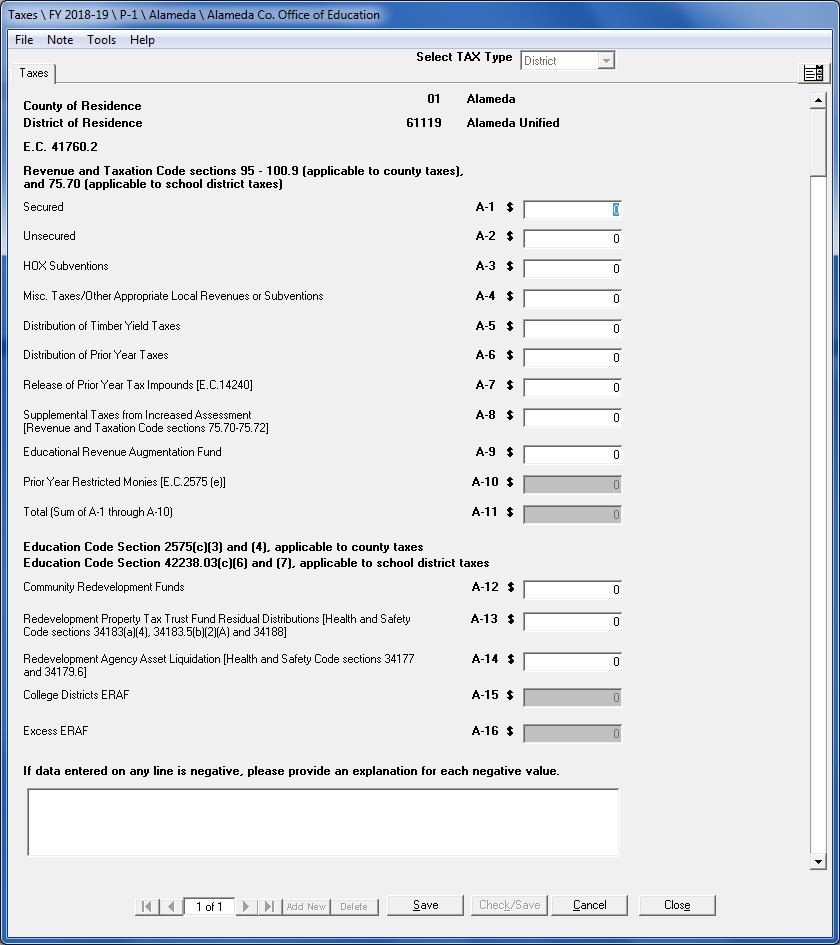 Taxes \ FY 2018-19 \ P-1 \ Alameda \ Alameda Co. Office of Education
File Note Tools Help
Select TAX Type District
Taxes
County of Residence 01 Alameda
District of Residence 61119 Alameda Unified
E.C. 41760.2
Revenue and Taxation Code sections 95 - 100.9 (applicable to county taxes),
and 75.70 (applicable to school district taxes)
Secured A-1 $ 0
Unsecured A-2 $ 0
HOX Subventions A-3 $ 0
Misc. Taxes/Other Appropriate Local Revenues or Subventions A-4 $ 0
Distribution of Timber Yield Taxes A-5 $ 0
Distribution of Prior Year Taxes A-6 $ 0
Release of Prior Year Tax Impounds [E.C.14240] A-7 $ 0
Supplemental Taxes from Increased Assessment A-8 $ 0
[Revenue and Taxation Code sections 75.70-75.72]
Educational Revenue Augmentation Fund A-9 $ 0
Prior Year Restricted Monies [E.C.2575 (e)] A-10 $ 0
Total (Sum of A-1 through A-10) A-11 $ 0
Education Code Section 2575(c)(3) and (4), applicable to county taxes
Education Code Section 42238.03(c)(6) and (7), applicable to school district taxes
Community Redevelopment Funds A-12 $ 0
Redevelopment Property Tax Trust Fund Residual Distributions [Health and Safety A-13 $ 0
Code sections 34183(a)(4), 34183.5(b)(2)(A) and 34188]
Redevelopment Agency Asset Liquidation [Health and Safety Code sections 34177 A-14 $ 0
and 34179.6]
College Districts ERAF A-15 $ 0
Excess ERAF A-16 $ 0
If data entered on any line is negative, please provide an explanation for each negative value.
1 of 1 Add New Delete Save Check/Save Cancel Close